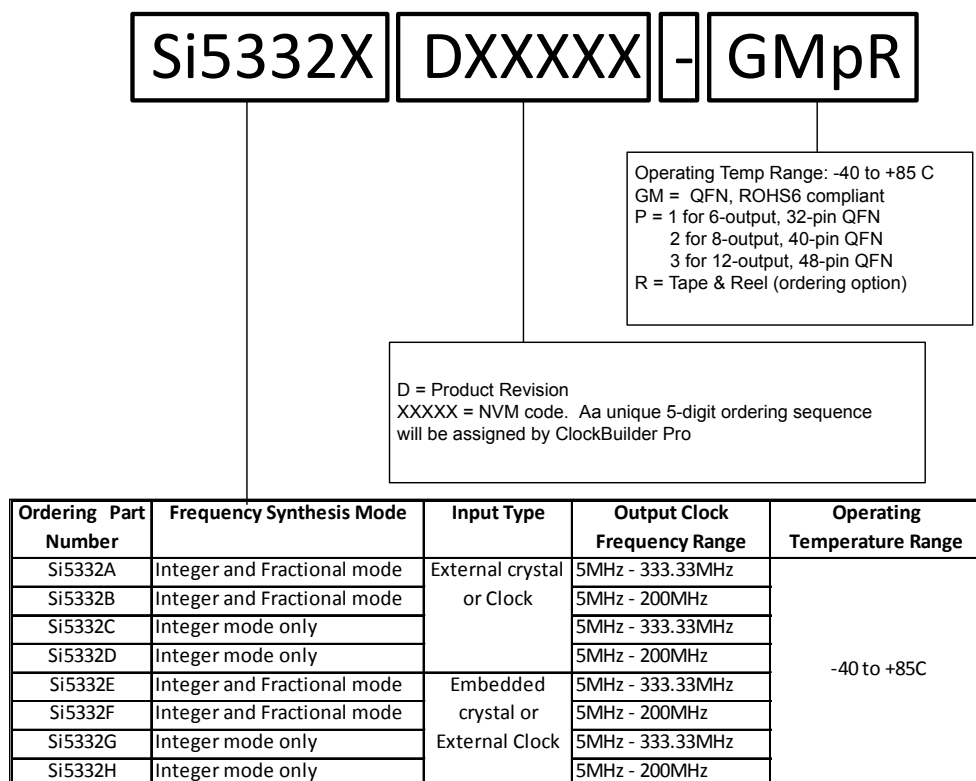 Si5332X DXXXXX - GMpR
Operating Temp Range: -40 to +85 C
GM = QFN, ROHS6 compliant
P = 1 for 6-output, 32-pin QFN
2 for 8-output, 40-pin QFN
3 for 12-output, 48-pin QFN
R = Tape & Reel (ordering option)
D = Product Revision
XXXXX = NVM code. Aa unique 5-digit ordering sequence
will be assigned by ClockBuilder Pro
Ordering Part Number Frequency Synthesis Mode Input Type Output Clock Frequency Range Operating Temperature Range
Si5332A Integer and Fractional mode External crystal or Clock 5MHz - 333.33MHz -40 to +85C
Si5332B Integer and Fractional mode 5MHz - 200MHz
Si5332C Integer mode only 5MHz - 333.33MHz
Si5332D Integer mode only 5MHz - 200MHz
Si5332E Integer and Fractional mode Embedded crystal or External Clock 5MHz - 333.33MHz
Si5332F Integer and Fractional mode 5MHz - 200MHz
Si5332G Integer mode only 5MHz - 333.33MHz
Si5332H Integer mode only 5MHz - 200MHz